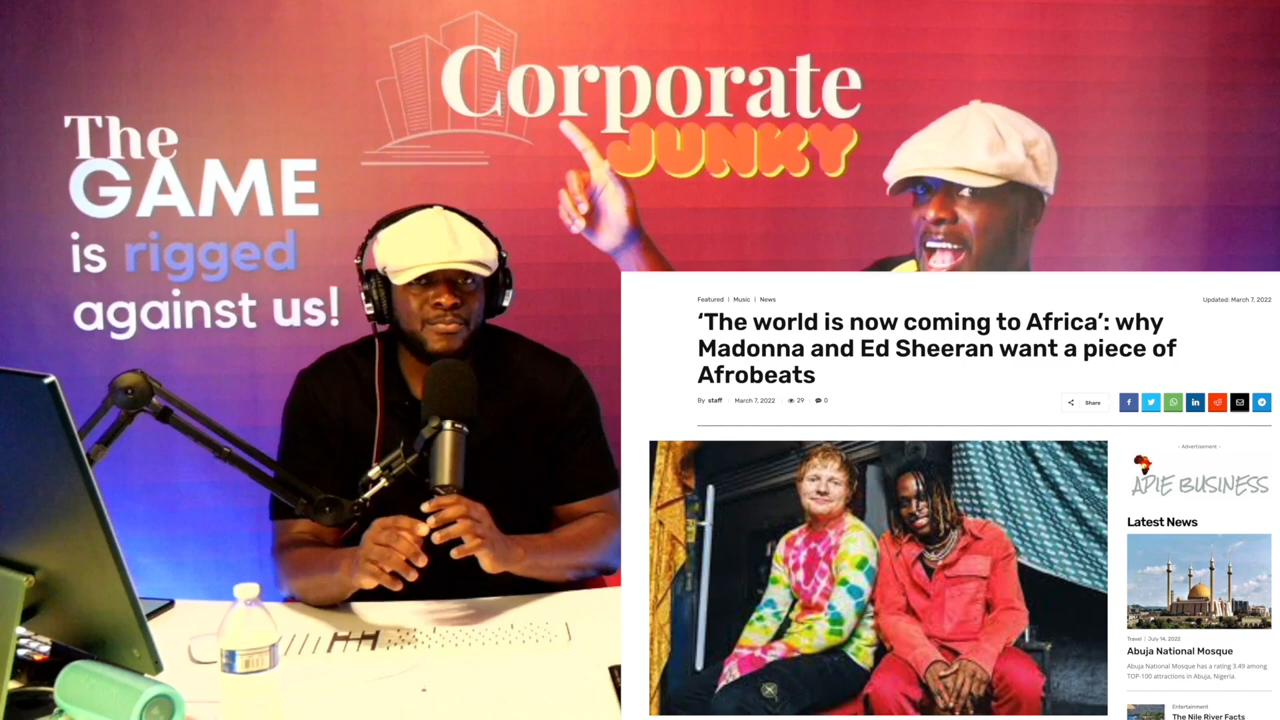 Corporate
JUNKY
The
GAME
is rigged
against us!
Featured | Music | News
Updated: March 7, 2022
‘The world is now coming to Africa’: why
Madonna and Ed Sheeran want a piece of
Afrobeats
By staff | March 7, 2022 | 29 | 0
Share
- Advertisement -
ADIE BUSINESS
Latest News
Travel | July 14, 2022
Abuja National Mosque
Abuja National Mosque has a rating 3.49 among
TOP-100 attractions in Abuja, Nigeria.
Entertainment
The Nile River Facts